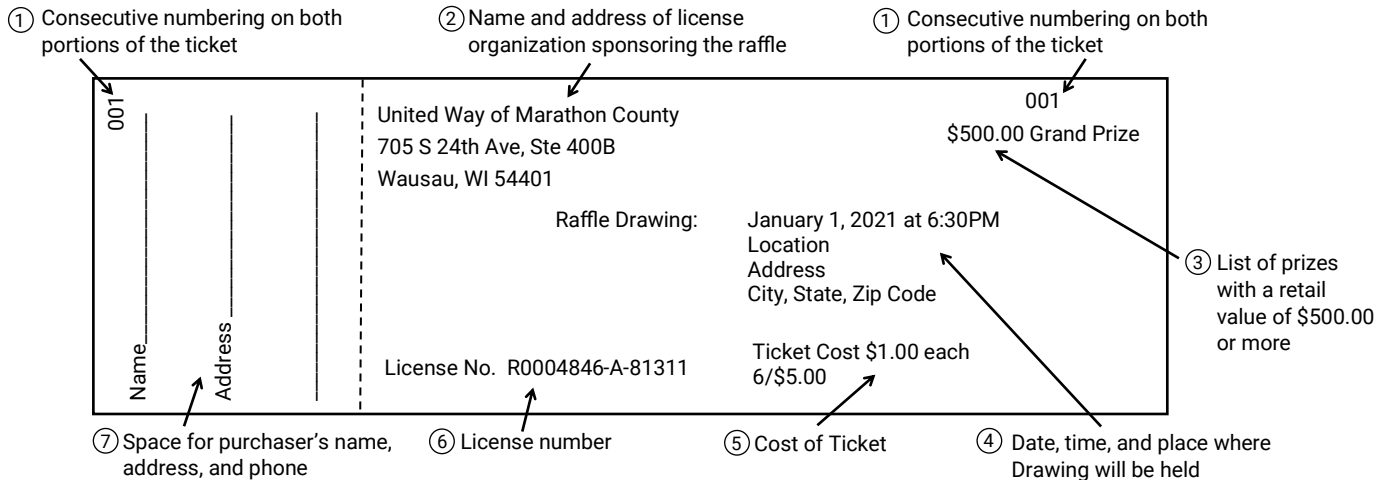 ① Consecutive numbering on both
portions of the ticket
② Name and address of license
organization sponsoring the raffle
① Consecutive numbering on both
portions of the ticket
001
Name
Address
United Way of Marathon County
705 S 24th Ave, Ste 400B
Wausau, WI 54401
001
$500.00 Grand Prize
Raffle Drawing:
January 1, 2021 at 6:30PM
Location
Address
City, State, Zip Code
③ List of prizes
with a retail
value of $500.00
or more
License No. R0004846-A-81311
Ticket Cost $1.00 each
6/$5.00
⑦ Space for purchaser's name,
address, and phone
⑥ License number
⑤ Cost of Ticket
④ Date, time, and place where
Drawing will be held